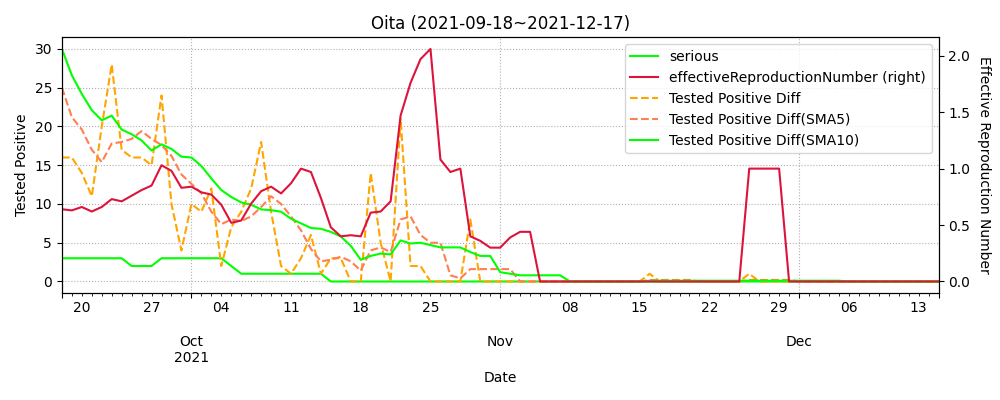 Oita (2021-09-18~2021-12-17)
Tested Positive
30
25
20
15
10
5
0
serious
effectiveReproductionNumber (right)
Tested Positive Diff
Tested Positive Diff(SMA5)
Tested Positive Diff(SMA10)
2.0
1.5
1.0
0.5
0.0
Effective Reproduction Number
20 27 04 11 18 25 08 15 22 29 06 13
Oct Nov Dec
2021
Date